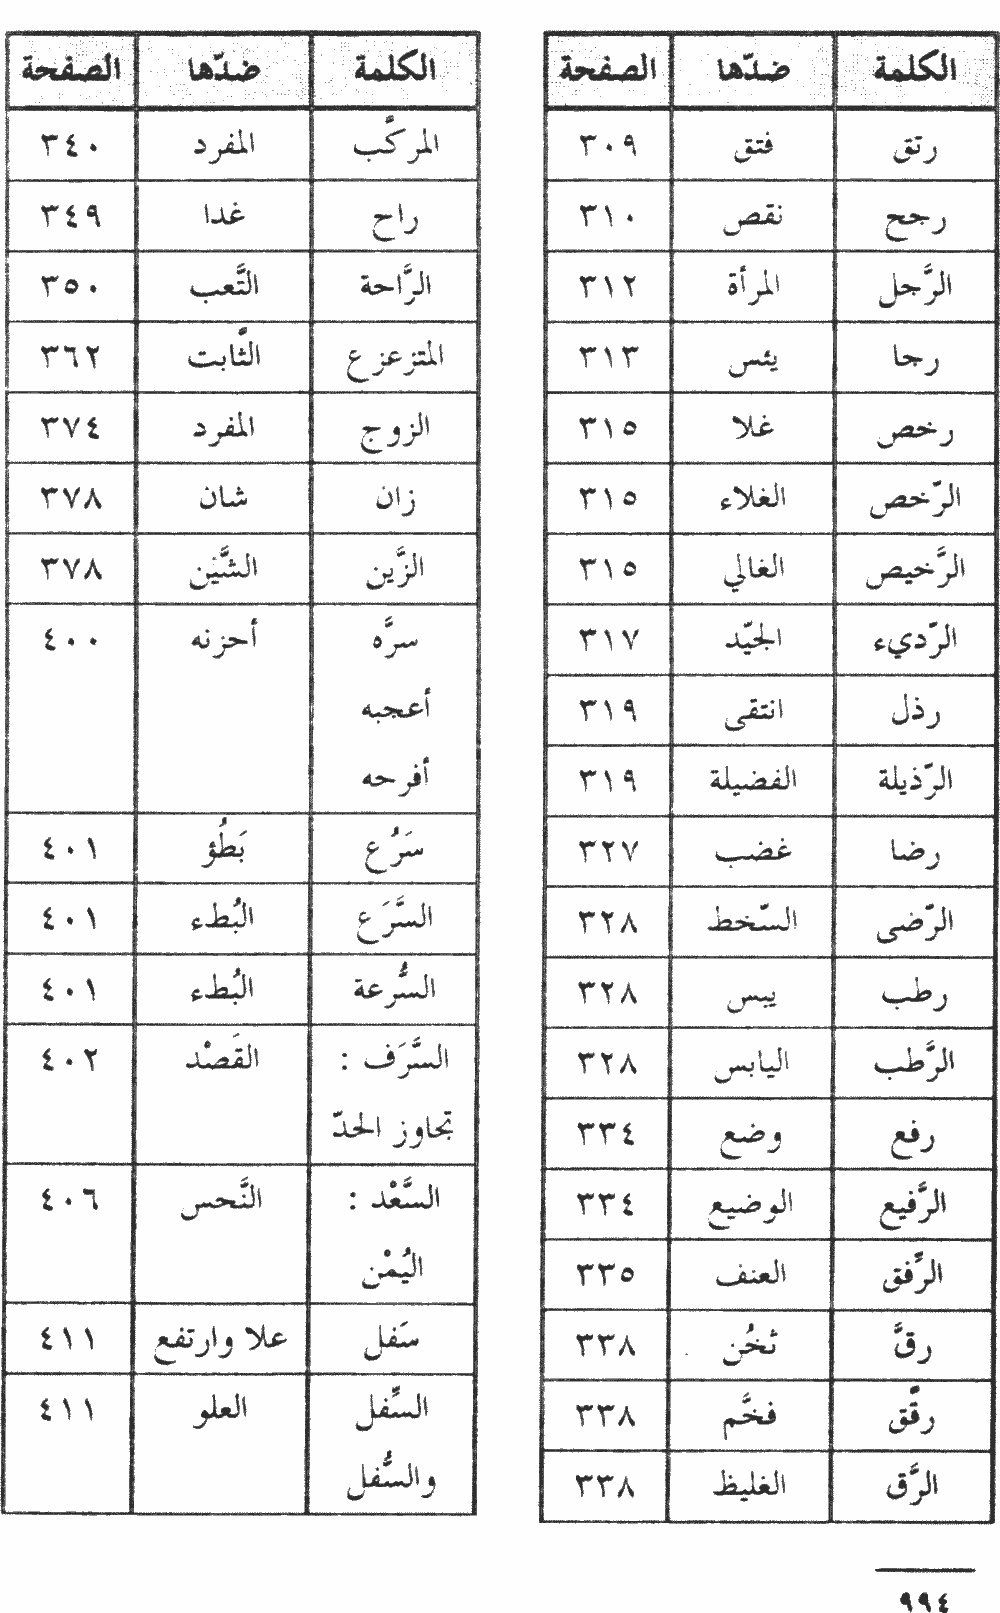 الكلمة ضدّها الصفحة
رتق فتق ٣٠٩
رجح نقص ٣١٠
الرَّجل المرأة ٣١٢
رجا يئس ٣١٣
رخص غلا ٣١٥
الرّخص الغلاء ٣١٥
الرَّخيص الغالي ٣١٥
الرّديء الجيّد ٣١٧
رذل انتقى ٣١٩
الرّذيلة الفضيلة ٣١٩
رضا غضب ٣٢٧
الرّضى السّخط ٣٢٨
رطب يبس ٣٢٨
الرَّطب اليابس ٣٢٨
رفع وضع ٣٣٤
الرَّفيع الوضيع ٣٣٤
الرِّفق العنف ٣٣٥
رقَّ ثخُن ٣٣٨
رقَّق فخَّم ٣٣٨
الرَّق الغليظ ٣٣٨
الكلمة ضدّها الصفحة
المركَّب المفرد ٣٤٠
راح غدا ٣٤٩
الرَّاحة التَّعب ٣٥٠
المتزعزع الثَّابت ٣٦٢
الزوج المفرد ٣٧٤
زان شان ٣٧٨
الزَّين الشَّيْن ٣٧٨
سرَّه أحزنه ٤٠٠
أعجبه
أفرحه
سَرُع بَطُؤ ٤٠١
السَّرَع البُطء ٤٠١
السُّرعة البُطء ٤٠١
السَّرَف : القَصْد ٤٠٢
تجاوز الحدّ
السَّعْد : النَّحس ٤٠٦
اليُمْن
سَفل علا وارتفع ٤١١
السِّفل العلو ٤١١
والسُّفل
٩٩٤